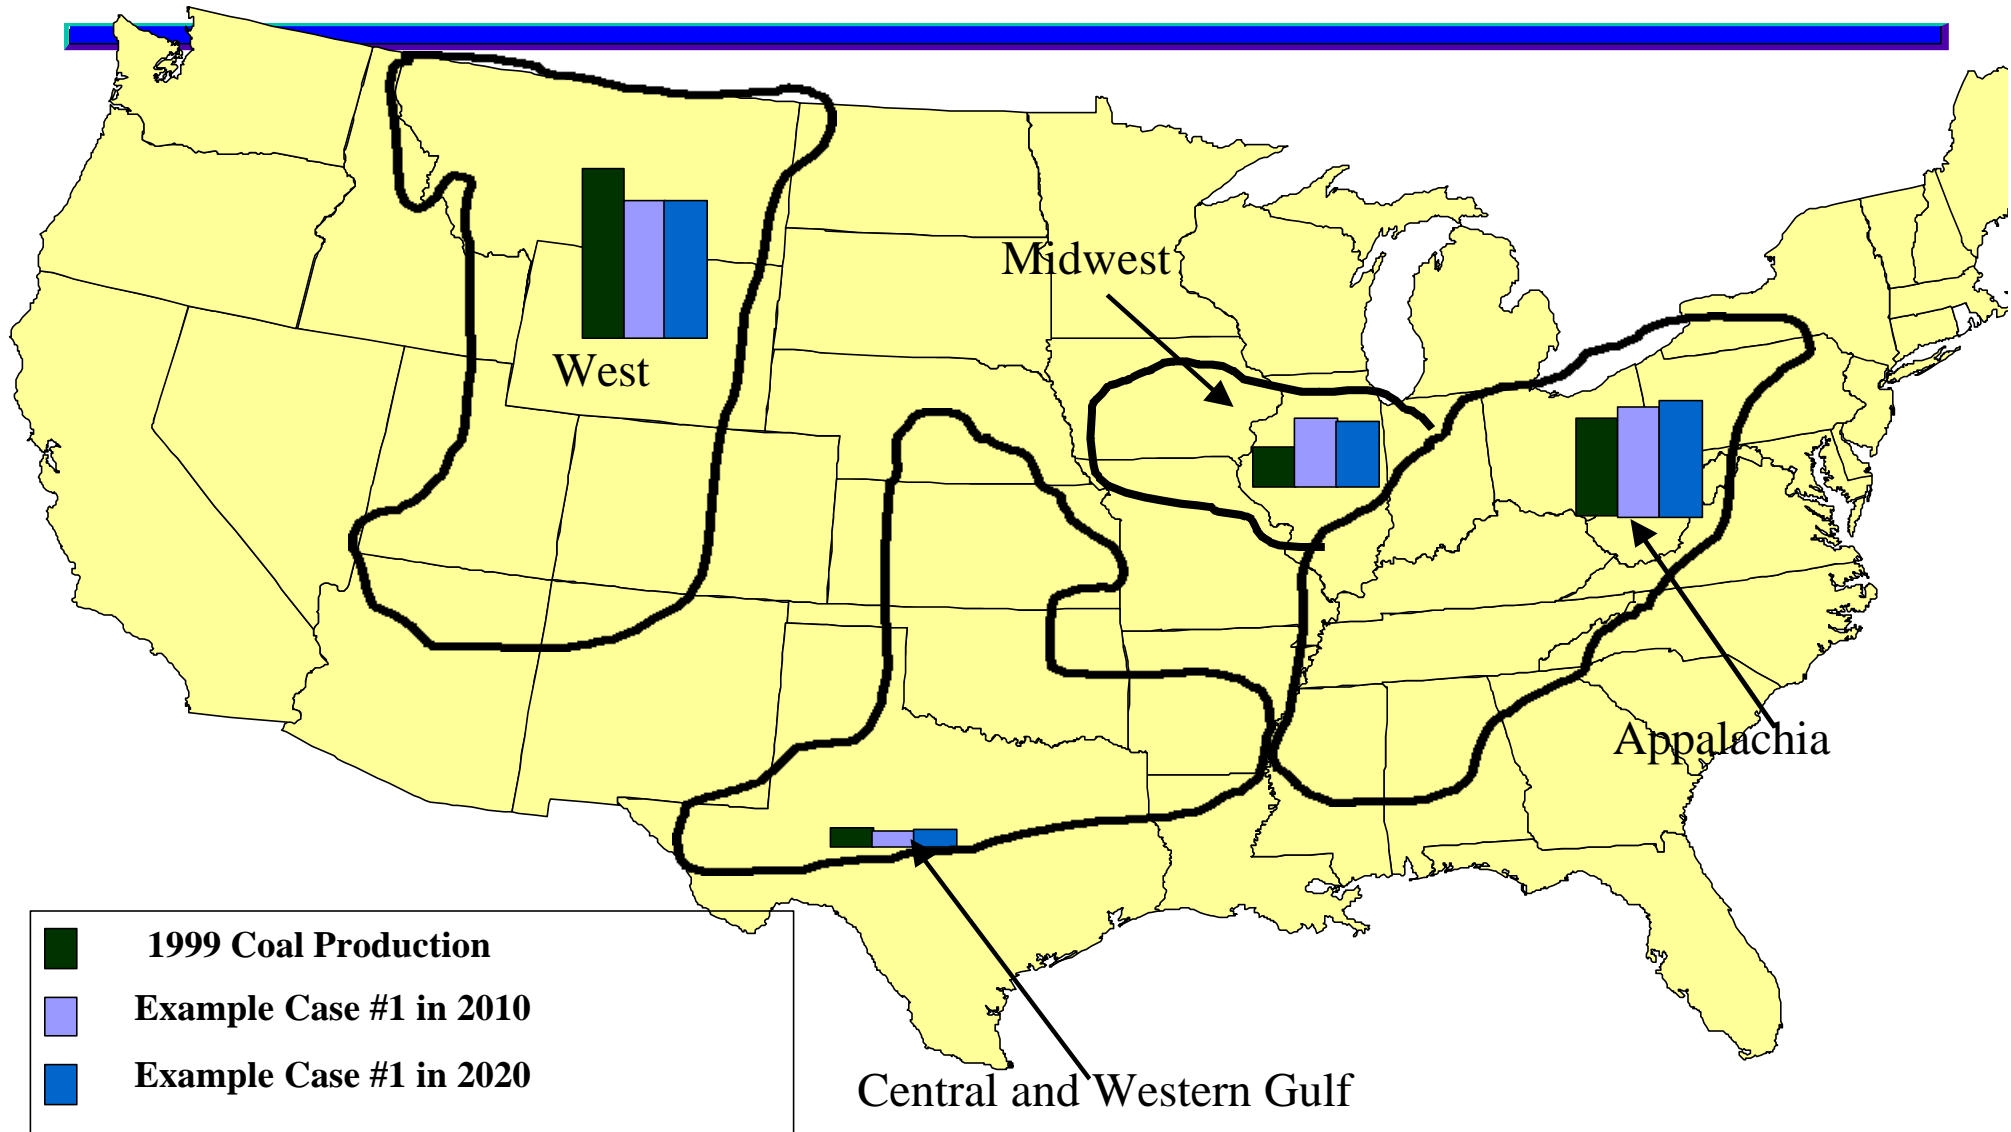 Midwest
West
Appalachia
1999 Coal Production
Example Case #1 in 2010
Example Case #1 in 2020
Central and Western Gulf